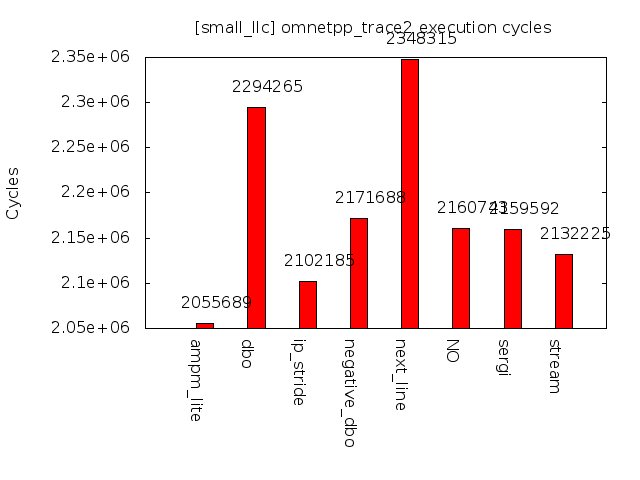 [small_llc] omnetpp_trace2 execution cycles
2.35e+06
2.3e+06
2.25e+06
2.2e+06
2.15e+06
2.1e+06
2.05e+06
Cycles
2055689
2294265
2102185
2171688
2348315
2160743
2159592
2132225
ampm_lite
dbo
ip_stride
negative_dbo
next_line
NO
sergi
stream